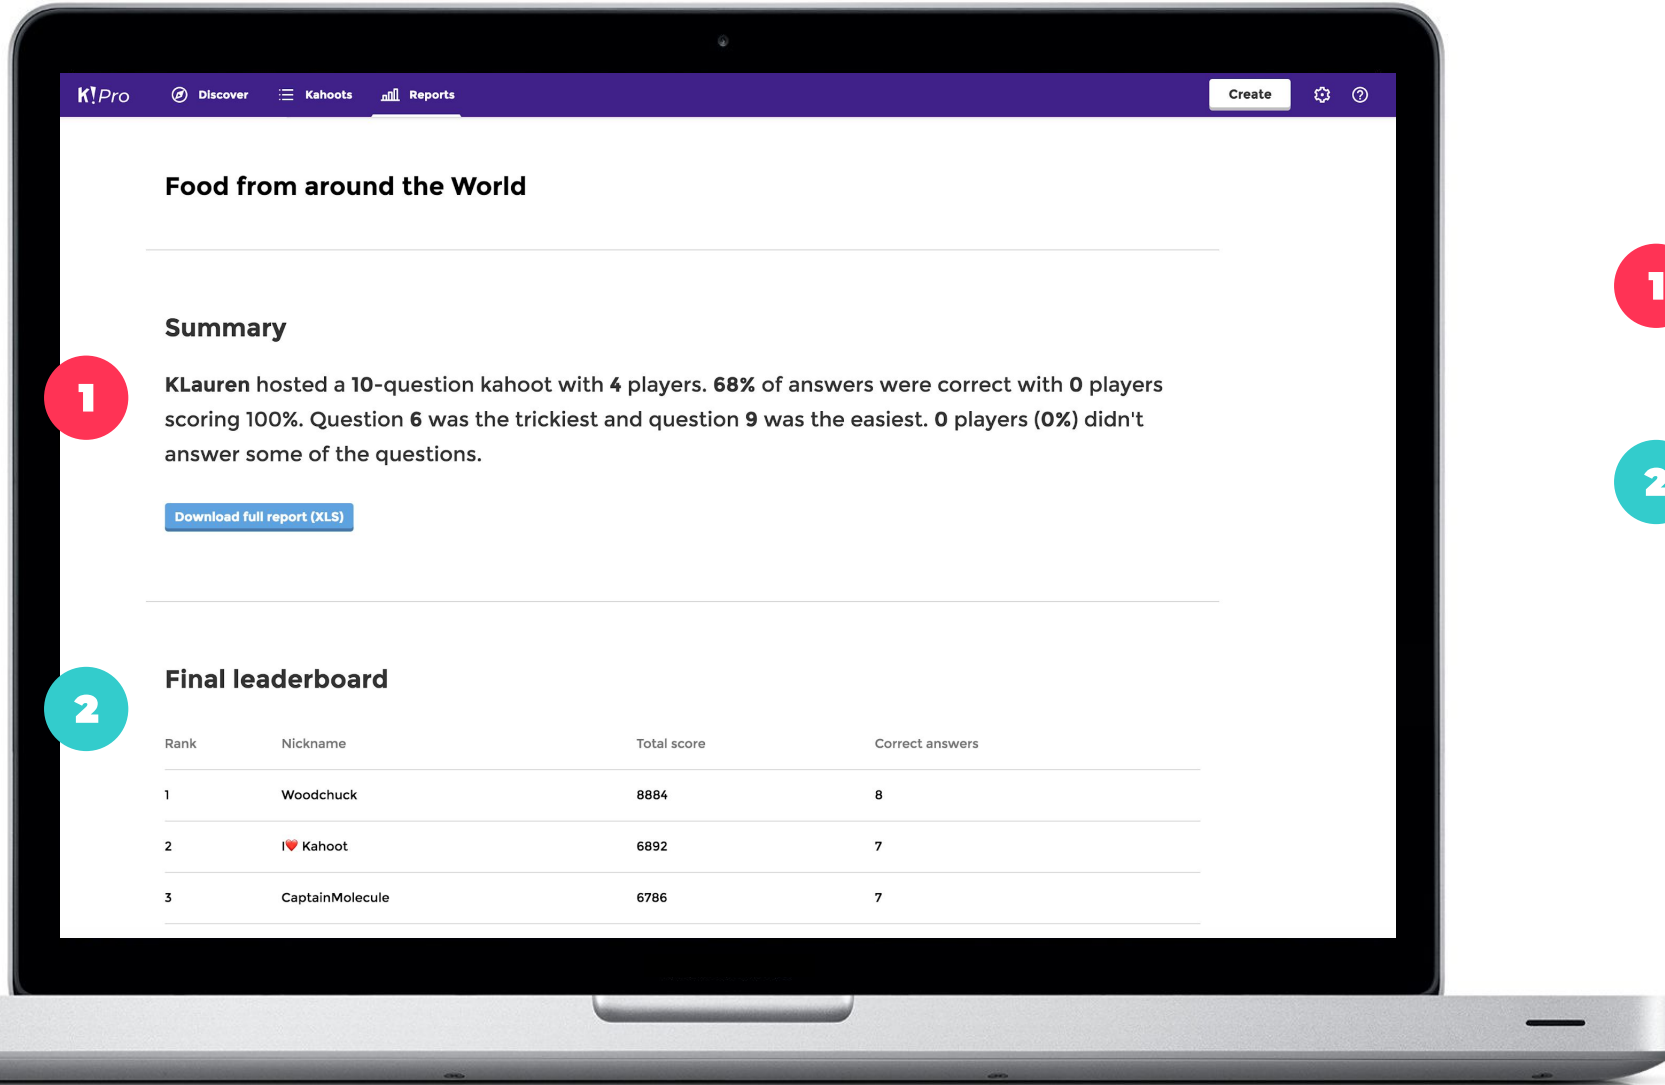 K!Pro Discover Kahoots Reports Create
Food from around the World
Summary
1
KLauren hosted a 10-question kahoot with 4 players. 68% of answers were correct with 0 players
scoring 100%. Question 6 was the trickiest and question 9 was the easiest. 0 players (0%) didn't
answer some of the questions.
Download full report (XLS)
2
Final leaderboard
Rank Nickname Total score Correct answers
1 Woodchuck 8884 8
2 I❤️ Kahoot 6892 7
3 CaptainMolecule 6786 7
1
2